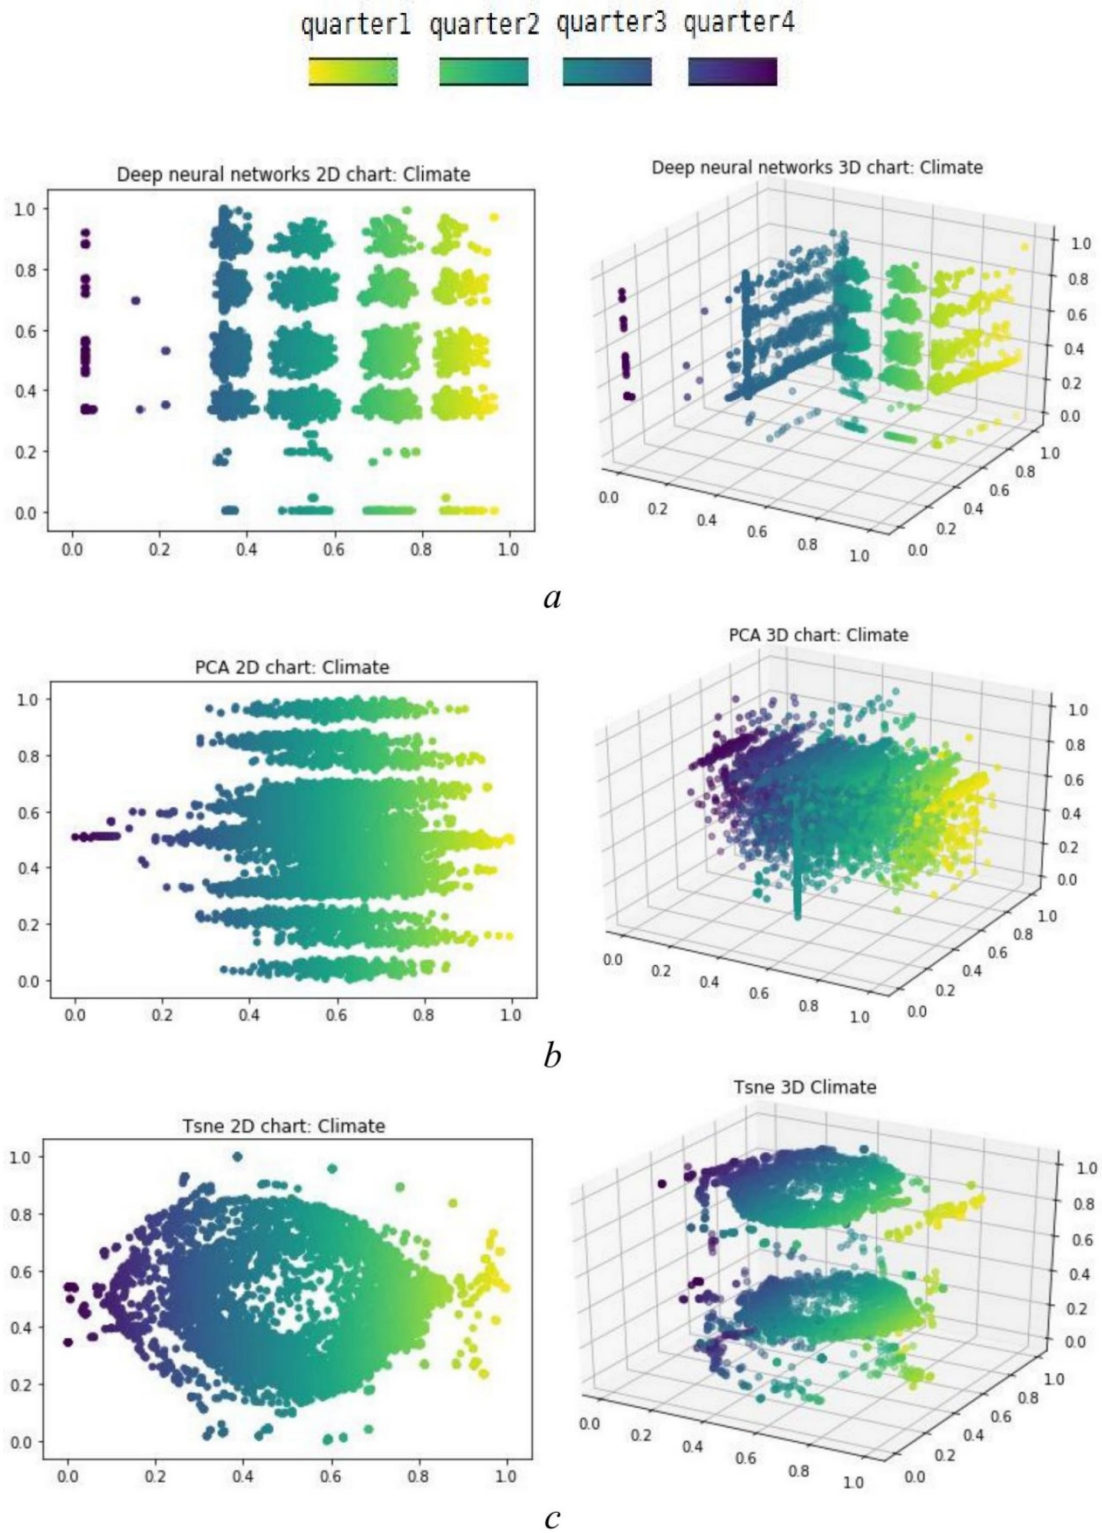 quarter1 quarter2 quarter3 quarter4
Deep neural networks 2D chart: Climate
1.0
0.8
0.6
0.4
0.2
0.0
0.0 0.2 0.4 0.6 0.8 1.0
Deep neural networks 3D chart: Climate
1.0
0.8
0.6
0.4
0.2
0.0
0.0 0.2 0.4 0.6 0.8 1.0
0.0 0.2 0.4 0.6 0.8 1.0
a
PCA 2D chart: Climate
1.0
0.8
0.6
0.4
0.2
0.0
0.0 0.2 0.4 0.6 0.8 1.0
PCA 3D chart: Climate
1.0
0.8
0.6
0.4
0.2
0.0
0.0 0.2 0.4 0.6 0.8 1.0
0.0 0.2 0.4 0.6 0.8 1.0
b
Tsne 2D chart: Climate
1.0
0.8
0.6
0.4
0.2
0.0
0.0 0.2 0.4 0.6 0.8 1.0
Tsne 3D Climate
1.0
0.8
0.6
0.4
0.2
0.0
0.0 0.2 0.4 0.6 0.8 1.0
0.0 0.2 0.4 0.6 0.8 1.0
c